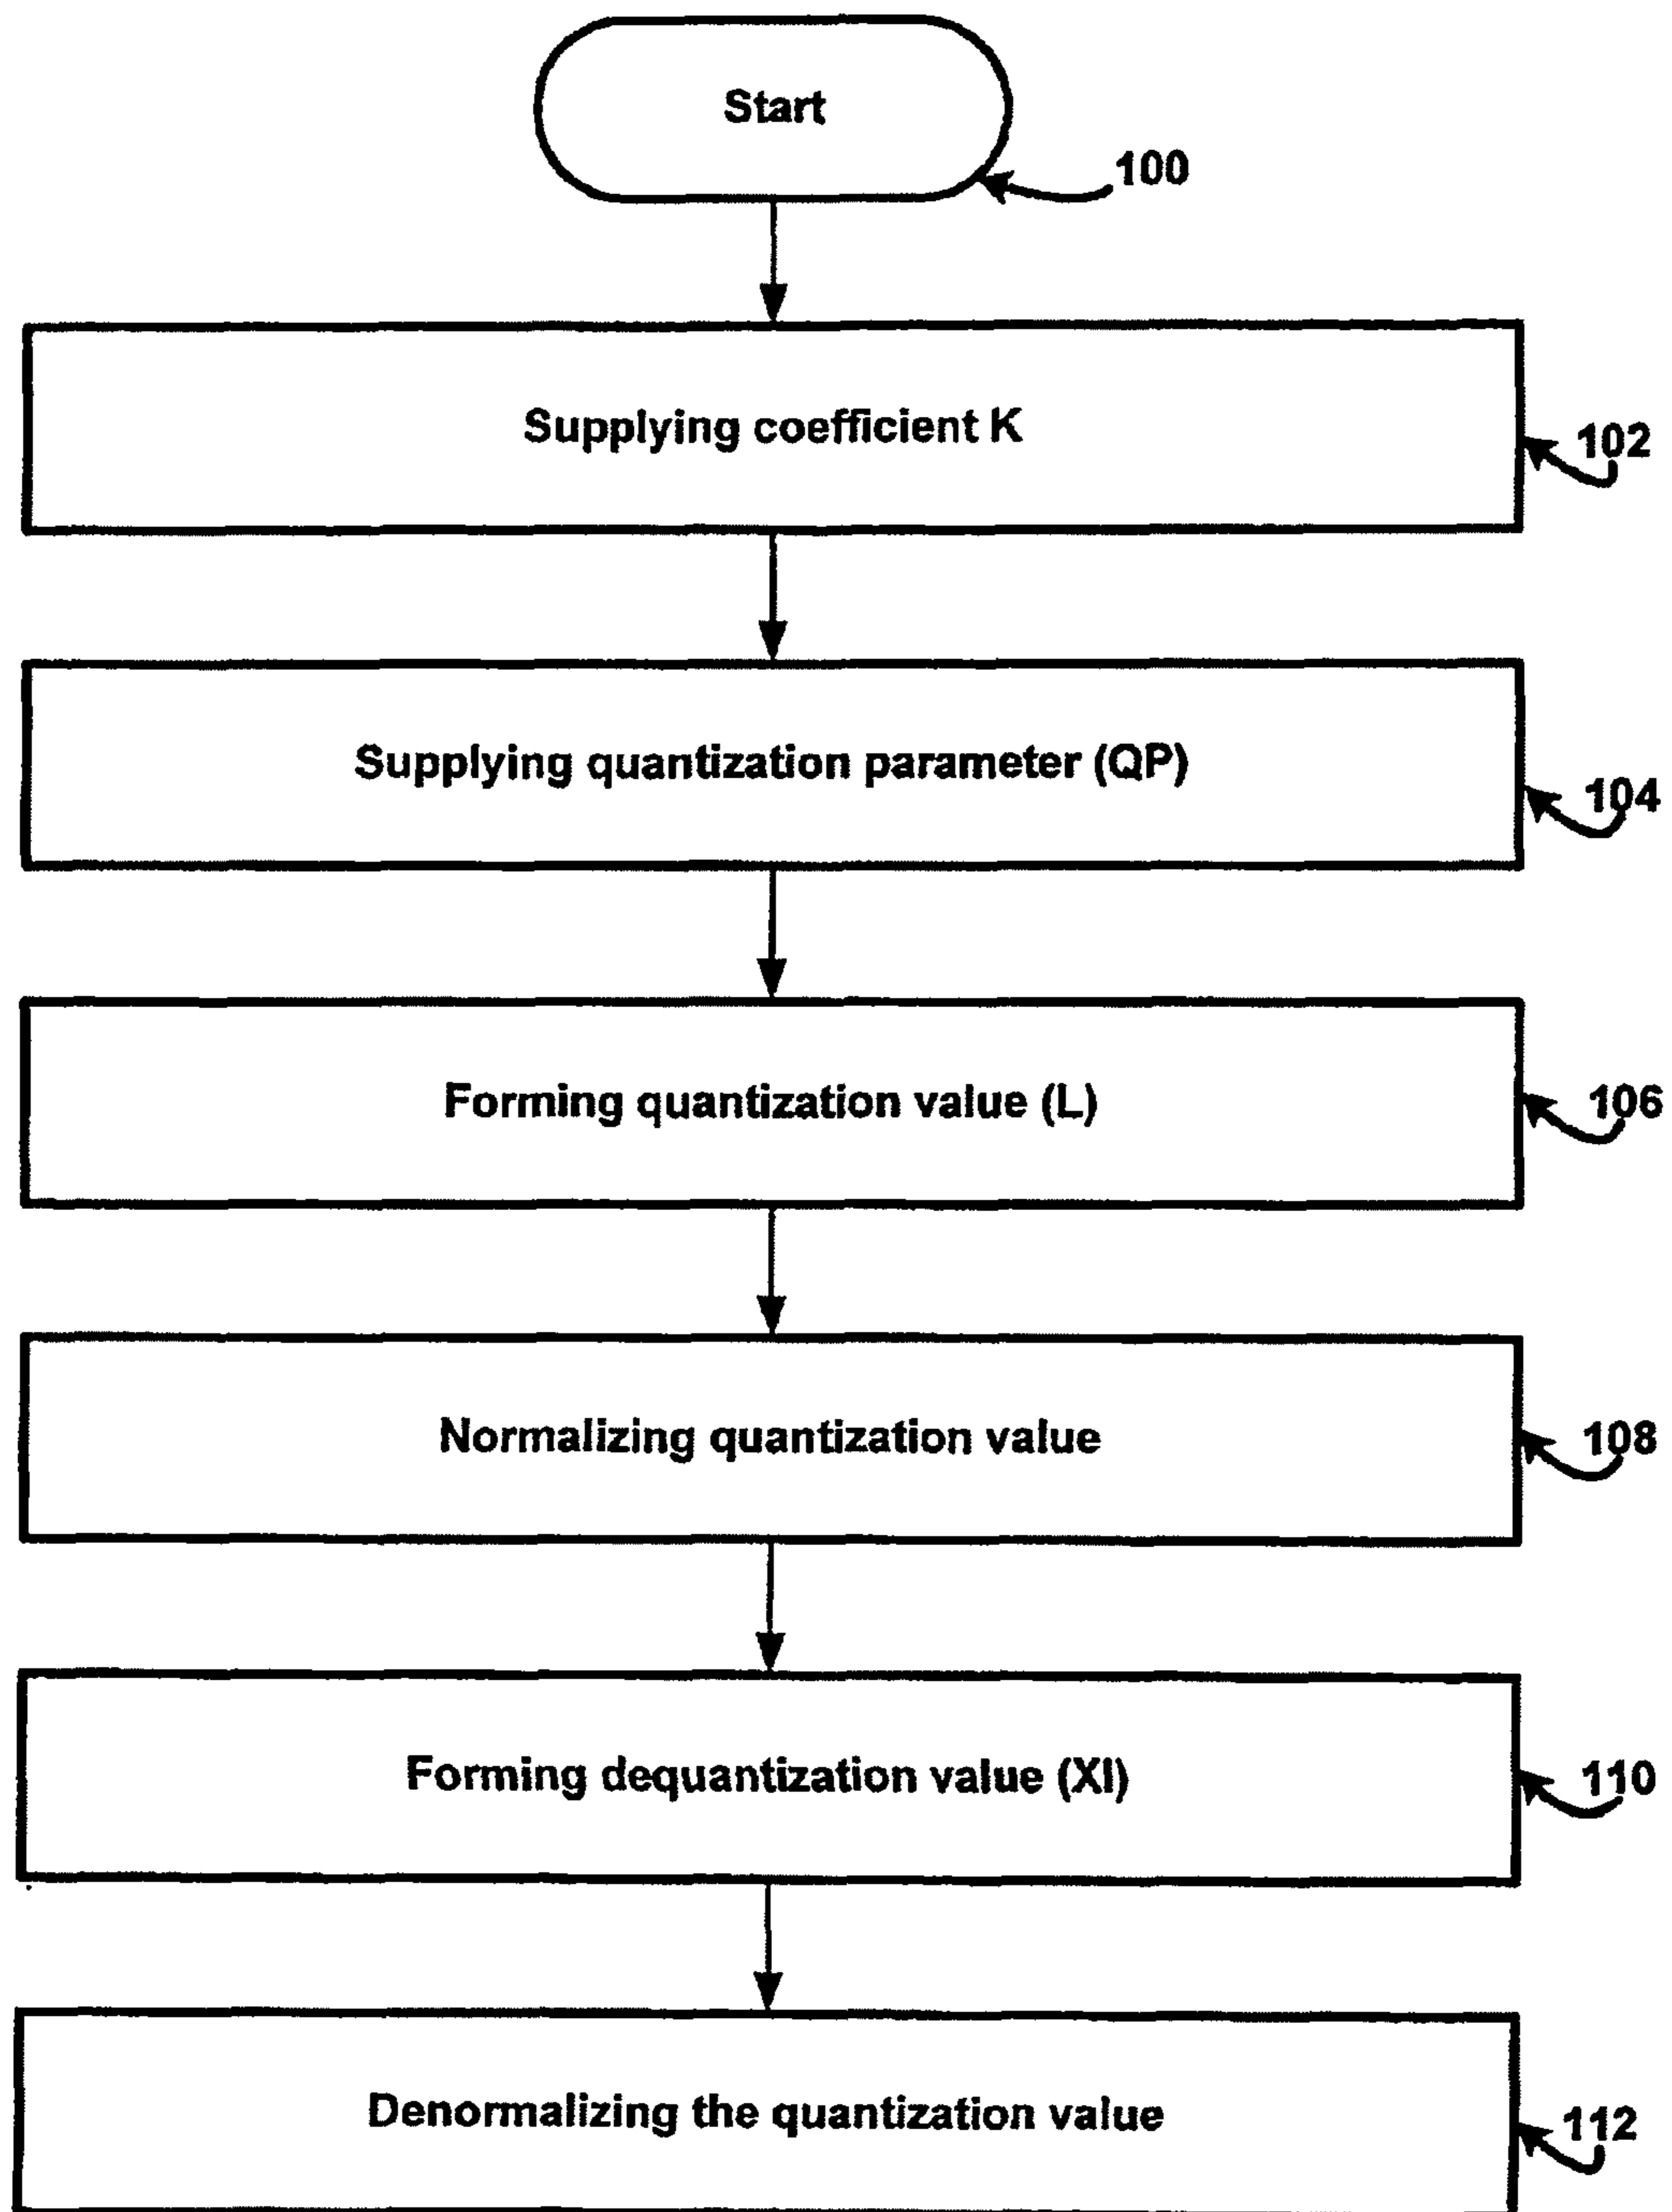 Start
100
Supplying coefficient K
102
Supplying quantization parameter (QP)
104
Forming quantization value (L)
106
Normalizing quantization value
108
Forming dequantization value (XI)
110
Denormalizing the quantization value
112